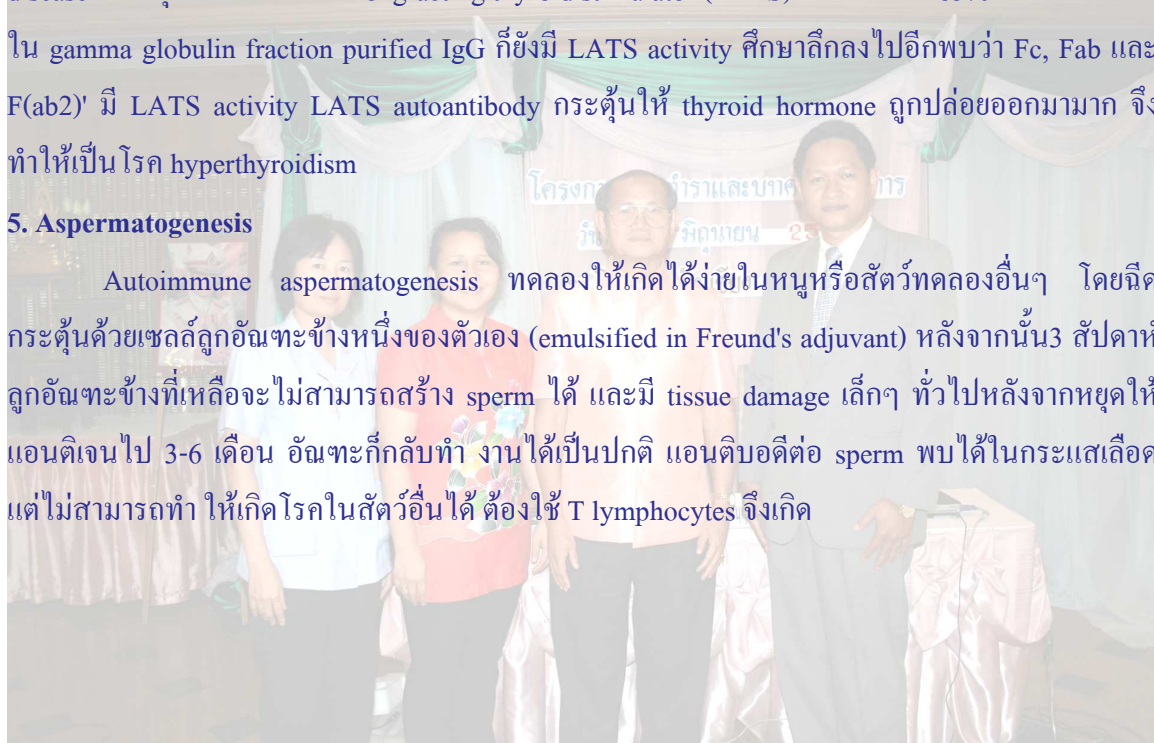 ใน gamma globulin fraction purified IgG ก็ยังมี LATS activity ศึกษาลึกลงไปอีกพบว่า Fc, Fab และ
F(ab2)' มี LATS activity LATS autoantibody กระตุ้นให้ thyroid hormone ถูกปล่อยออกมามาก จึง
ทำให้เป็นโรค hyperthyroidism
5. Aspermatogenesis
Autoimmune aspermatogenesis ทดลองให้เกิดได้ง่ายในหนูหรือสัตว์ทดลองอื่นๆ โดยฉีด
กระตุ้นด้วยเซลล์ลูกอัณฑะข้างหนึ่งของตัวเอง (emulsified in Freund's adjuvant) หลังจากนั้น3 สัปดาห์
ลูกอัณฑะข้างที่เหลือจะไม่สามารถสร้าง sperm ได้ และมี tissue damage เล็กๆ ทั่วไปหลังจากหยุดให้
แอนติเจนไป 3-6 เดือน อัณฑะก็กลับทำ งานได้เป็นปกติ แอนติบอดีต่อ sperm พบได้ในกระแสเลือด
แต่ไม่สามารถทำ ให้เกิดโรคในสัตว์อื่นได้ ต้องใช้ T lymphocytes จึงเกิด
มิถุนายน